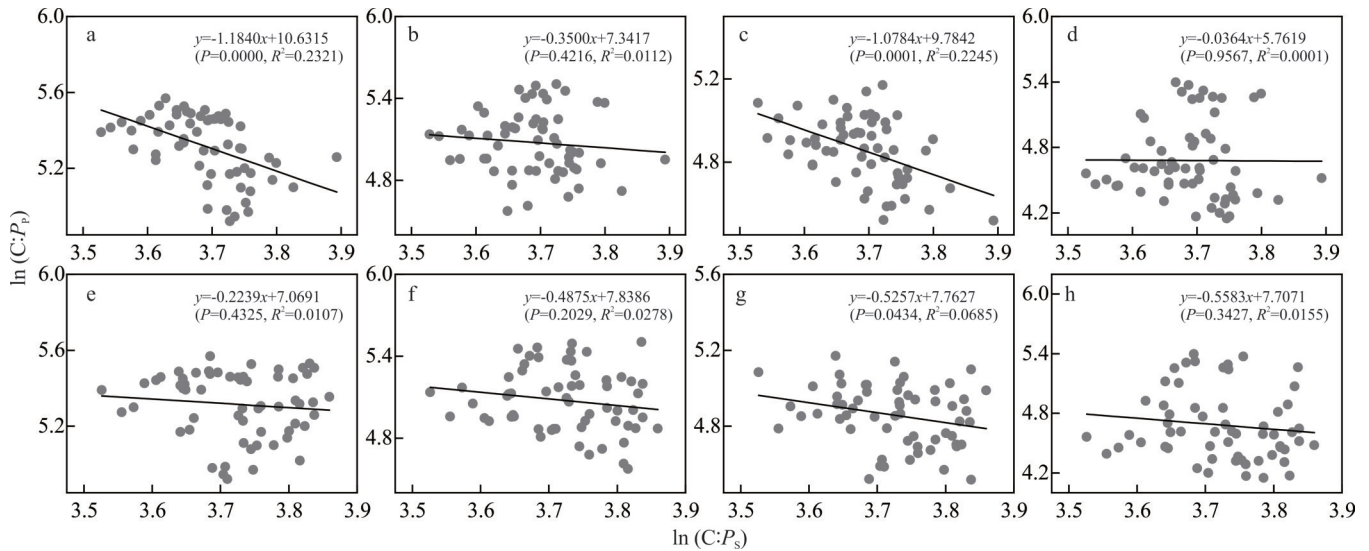 ln (C:P_P)
a
y=-1.1840x+10.6315
(P=0.0000, R²=0.2321)
6.0
5.6
5.2
3.5 3.6 3.7 3.8 3.9
b
y=-0.3500x+7.3417
(P=0.4216, R²=0.0112)
6.0
5.4
4.8
3.5 3.6 3.7 3.8 3.9
c
y=-1.0784x+9.7842
(P=0.0001, R²=0.2245)
5.2
4.8
3.5 3.6 3.7 3.8 3.9
d
y=-0.0364x+5.7619
(P=0.9567, R²=0.0001)
6.0
5.4
4.8
4.2
3.5 3.6 3.7 3.8 3.9
e
y=-0.2239x+7.0691
(P=0.4325, R²=0.0107)
6.0
5.6
5.2
3.5 3.6 3.7 3.8 3.9
f
y=-0.4875x+7.8386
(P=0.2029, R²=0.0278)
6.0
5.4
4.8
3.5 3.6 3.7 3.8 3.9
g
y=-0.5257x+7.7627
(P=0.0434, R²=0.0685)
5.6
5.2
4.8
3.5 3.6 3.7 3.8 3.9
h
y=-0.5583x+7.7071
(P=0.3427, R²=0.0155)
6.0
5.4
4.8
4.2
3.5 3.6 3.7 3.8 3.9
ln (C:P_S)